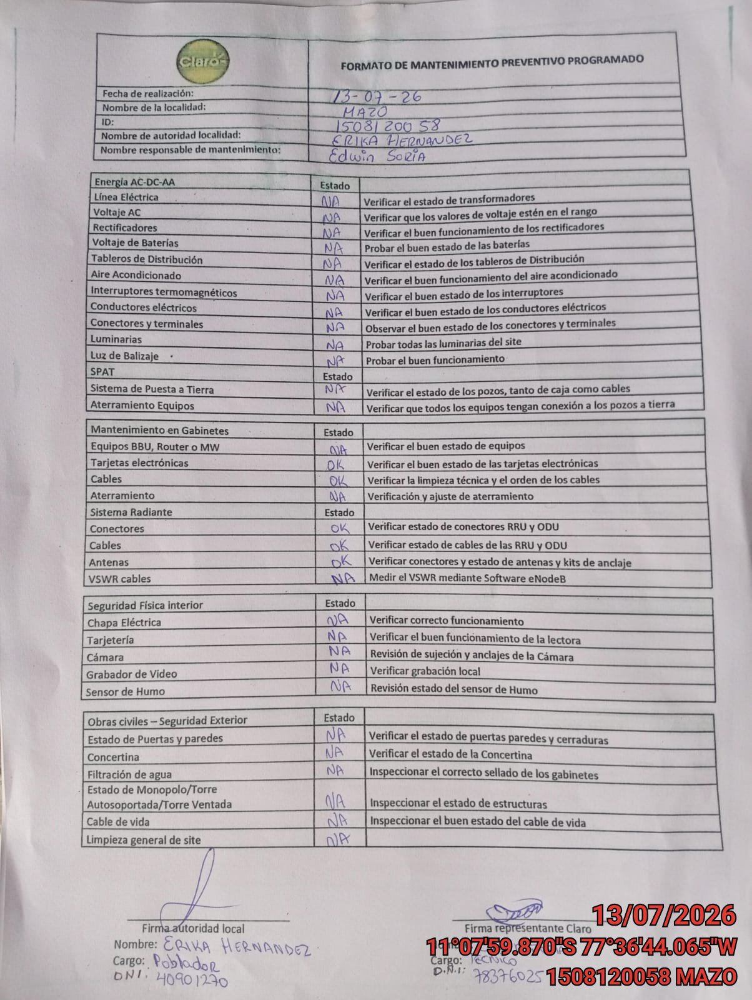 Claro
FORMATO DE MANTENIMIENTO PREVENTIVO PROGRAMADO
Fecha de realización: 13-07-26
Nombre de la localidad: MAZO
ID: 1508120058
Nombre de autoridad localidad: ERIKA HERNANDEZ
Nombre responsable de mantenimiento: Edwin SORIA
Energía AC-DC-AA Estado
Línea Eléctrica NA Verificar el estado de transformadores
Voltaje AC NA Verificar que los valores de voltaje estén en el rango
Rectificadores NA Verificar el buen funcionamiento de los rectificadores
Voltaje de Baterías NA Probar el buen estado de las baterías
Tableros de Distribución NA Verificar el estado de los tableros de Distribución
Aire Acondicionado NA Verificar el buen funcionamiento del aire acondicionado
Interruptores termomagnéticos NA Verificar el buen estado de los interruptores
Conductores eléctricos NA Verificar el buen estado de los conductores eléctricos
Conectores y terminales NA Observar el buen estado de los conectores y terminales
Luminarias NA Probar todas las luminarias del site
Luz de Balizaje NA Probar el buen funcionamiento
SPAT Estado
Sistema de Puesta a Tierra NA Verificar el estado de los pozos, tanto de caja como cables
Aterramiento Equipos NA Verificar que todos los equipos tengan conexión a los pozos a tierra
Mantenimiento en Gabinetes Estado
Equipos BBU, Router o MW NA Verificar el buen estado de equipos
Tarjetas electrónicas OK Verificar el buen estado de las tarjetas electrónicas
Cables OK Verificar la limpieza técnica y el orden de los cables
Aterramiento NA Verificación y ajuste de aterramiento
Sistema Radiante Estado
Conectores OK Verificar estado de conectores RRU y ODU
Cables OK Verificar estado de cables de las RRU y ODU
Antenas OK Verificar conectores y estado de antenas y kits de anclaje
VSWR cables NA Medir el VSWR mediante Software eNodeB
Seguridad Física interior Estado
Chapa Eléctrica NA Verificar correcto funcionamiento
Tarjetería NA Verificar el buen funcionamiento de la lectora
Cámara NA Revisión de sujeción y anclajes de la Cámara
Grabador de Video NA Verificar grabación local
Sensor de Humo NA Revisión estado del sensor de Humo
Obras civiles – Seguridad Exterior Estado
Estado de Puertas y paredes NA Verificar el estado de puertas paredes y cerraduras
Concertina NA Verificar el estado de la Concertina
Filtración de agua NA Inspeccionar el correcto sellado de los gabinetes
Estado de Monopolo/Torre
Autosoportada/Torre Ventada NA Inspeccionar el estado de estructuras
Cable de vida NA Inspeccionar el buen estado del cable de vida
Limpieza general de site NA
Firma autoridad local
Nombre: ERIKA HERNANDEZ
Cargo: Poblador
DNI: 40901270
Firma representante Claro
Cargo: TÉCNICO
D.N.I: 78376025
13/07/2026
11°07'59.870"S 77°36'44.065"W
1508120058 MAZO